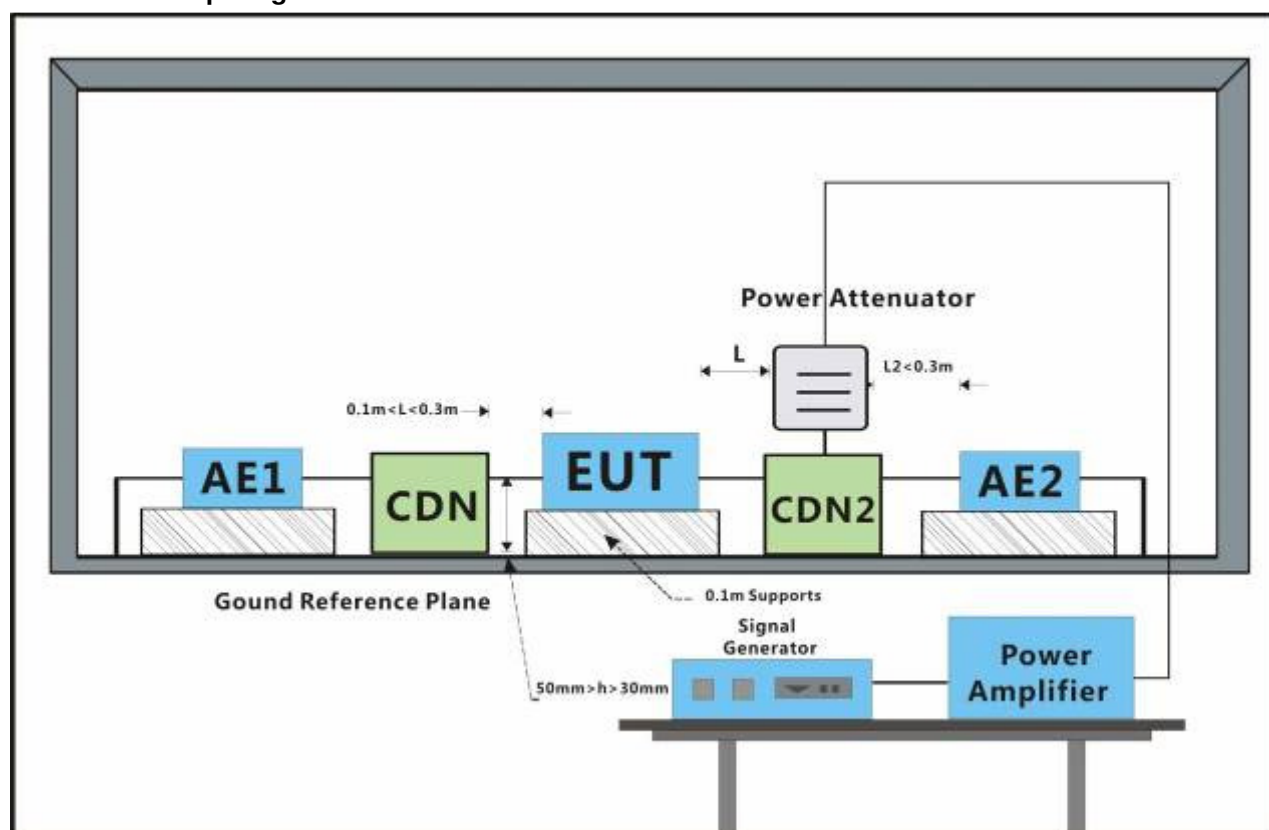 Power Attenuator
L
L2<0.3m
0.1m<L<0.3m
AE1
CDN
EUT
CDN2
AE2
Gound Reference Plane
0.1m Supports
Signal
Generator
50mm>h>30mm
Power
Amplifier